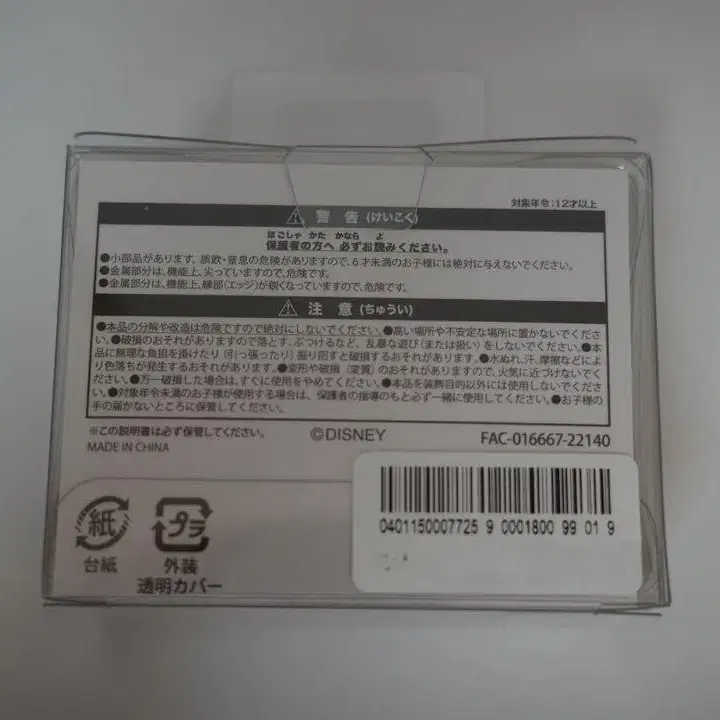 対象年令:12才以上
⚠ 警告 (けいこく)
ほごしゃ かた かなら よ
保護者の方へ 必ずお読みください。
●小部品があります。誤飲・窒息の危険がありますので、6才未満のお子様には絶対に与えないでください。
●金属部分は、機能上、尖っていますので、危険です。
●金属部分は、機能上、縁部(エッジ)が鋭くなっていますので、危険です。
⚠ 注意 (ちゅうい)
●本品の分解や改造は危険ですので絶対にしないでください。●高い場所や不安定な場所に置かないでくださ
い。●破損のおそれがありますので落とす、ぶつけるなど、乱暴な遊び(または扱い)をしないでください。●本
品に無理な負担を掛けたり(引っ張ったり)振り回すと破損するおそれがあります。●水ぬれ、汗、摩擦などによ
り色落ちが発生するおそれがあります。●変形や破損(変質)のおそれがありますので、火気に近づけないでくだ
さい。●万一破損した場合は、すぐに使用をやめてください。●本品を装飾目的以外には使用しないでくださ
い。●対象年令未満のお子様が使用する場合は、保護者の指導のもと必ず一緒に使用してください。●お子様の
手の届かないところに保管してください。
※この説明書は必ず保管してください。
©DISNEY
FAC-016667-22140
MADE IN CHINA
0401150007725 9 0001800 99 01 9
紙
プラ
台紙
外装
透明カバー